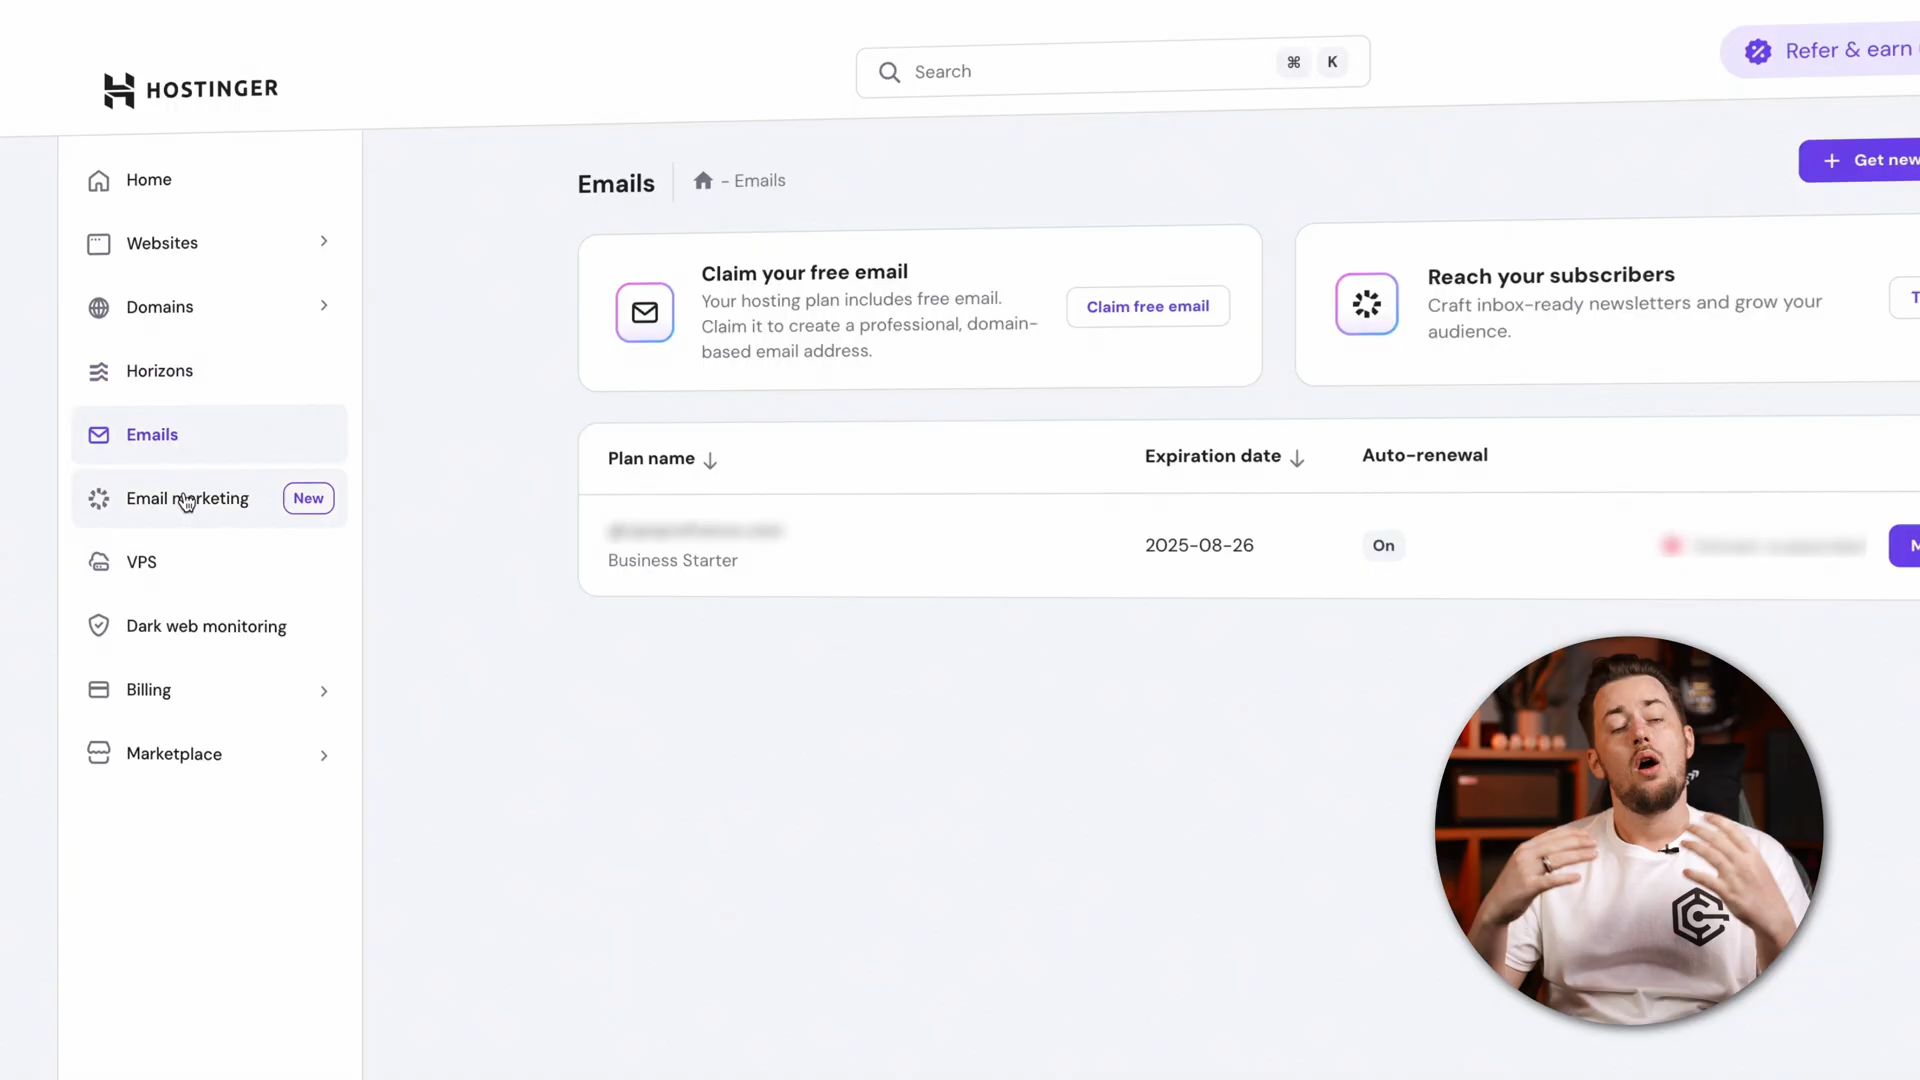 HOSTINGER
Search
⌘ K
Refer & earn
Home
Websites
Domains
Horizons
Emails
Email marketing
New
VPS
Dark web monitoring
Billing
Marketplace
Emails
– Emails
+ Get new
Claim your free email
Your hosting plan includes free email.
Claim it to create a professional, domain-
based email address.
Claim free email
Reach your subscribers
Craft inbox-ready newsletters and grow your
audience.
Plan name ↓
Expiration date ↓
Auto-renewal
Business Starter
2025-08-26
On